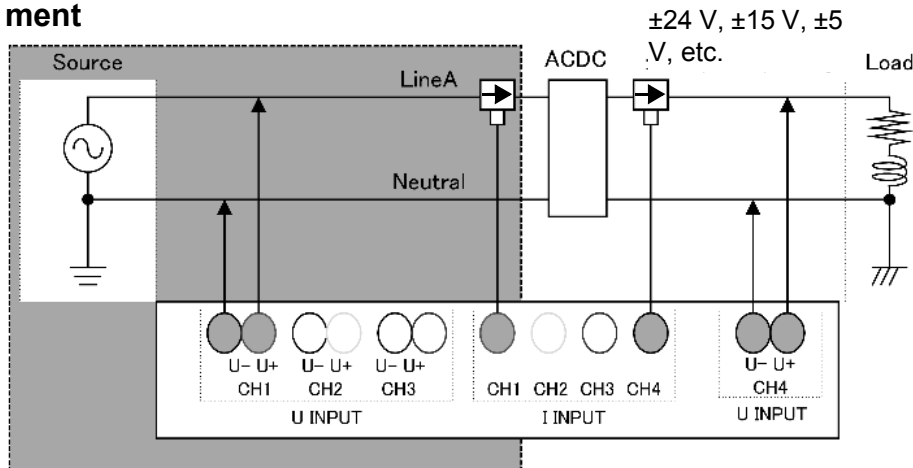 ment
±24 V, ±15 V, ±5
V, etc.
Source
ACDC
Load
LineA
Neutral
U- U+ U- U+ U- U+
CH1 CH2 CH3
U INPUT
CH1 CH2 CH3 CH4
I INPUT
U- U+
CH4
U INPUT